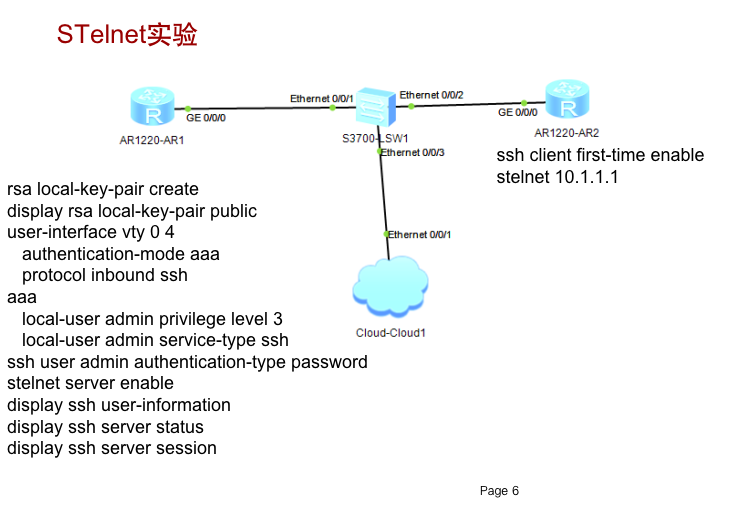 STelnet实验
Ethernet 0/0/1
Ethernet 0/0/2
GE 0/0/0
GE 0/0/0
R
R
AR1220-AR1
S3700-LSW1
AR1220-AR2
Ethernet 0/0/3
ssh client first-time enable
stelnet 10.1.1.1
rsa local-key-pair create
display rsa local-key-pair public
user-interface vty 0 4
authentication-mode aaa
protocol inbound ssh
aaa
local-user admin privilege level 3
local-user admin service-type ssh
ssh user admin authentication-type password
stelnet server enable
display ssh user-information
display ssh server status
display ssh server session
Ethernet 0/0/1
Cloud-Cloud1
Page 6